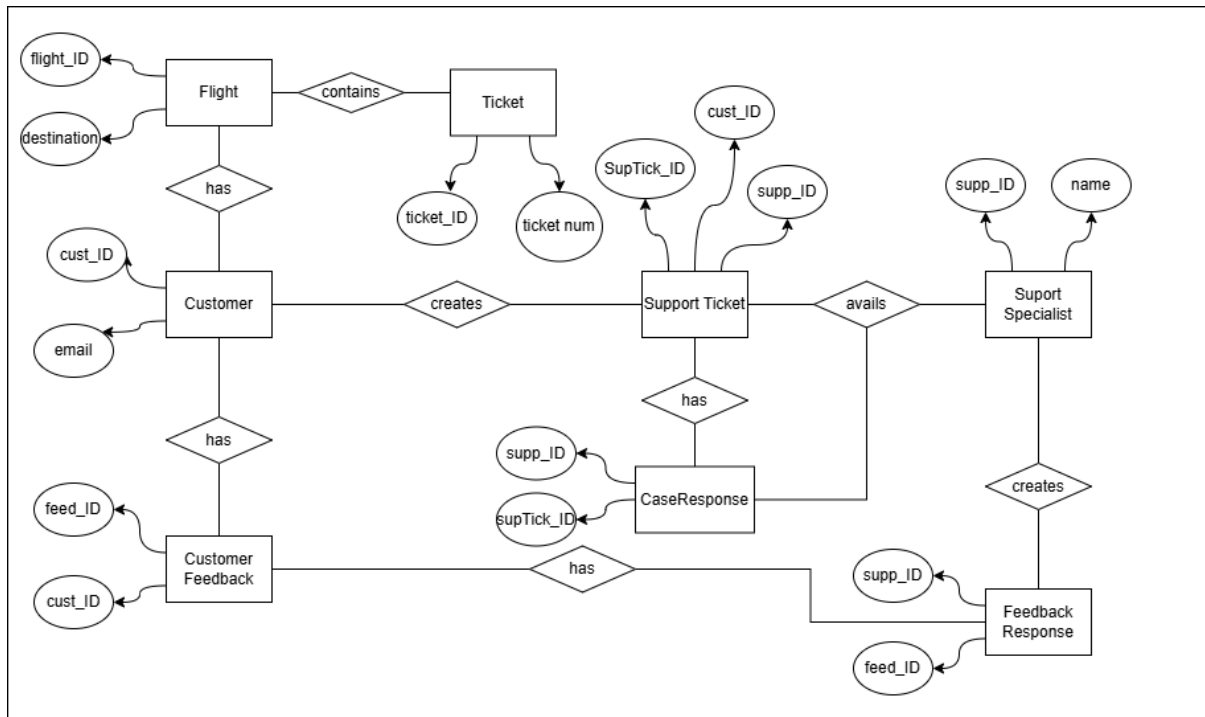 flight_ID
Flight
contains
Ticket
destination
cust_ID
SupTick_ID
supp_ID
supp_ID
name
has
ticket_ID
ticket num
cust_ID
Customer
creates
Support Ticket
avails
Suport
Specialist
email
has
has
supp_ID
CaseResponse
supTick_ID
creates
feed_ID
Customer
Feedback
has
cust_ID
supp_ID
Feedback
Response
feed_ID